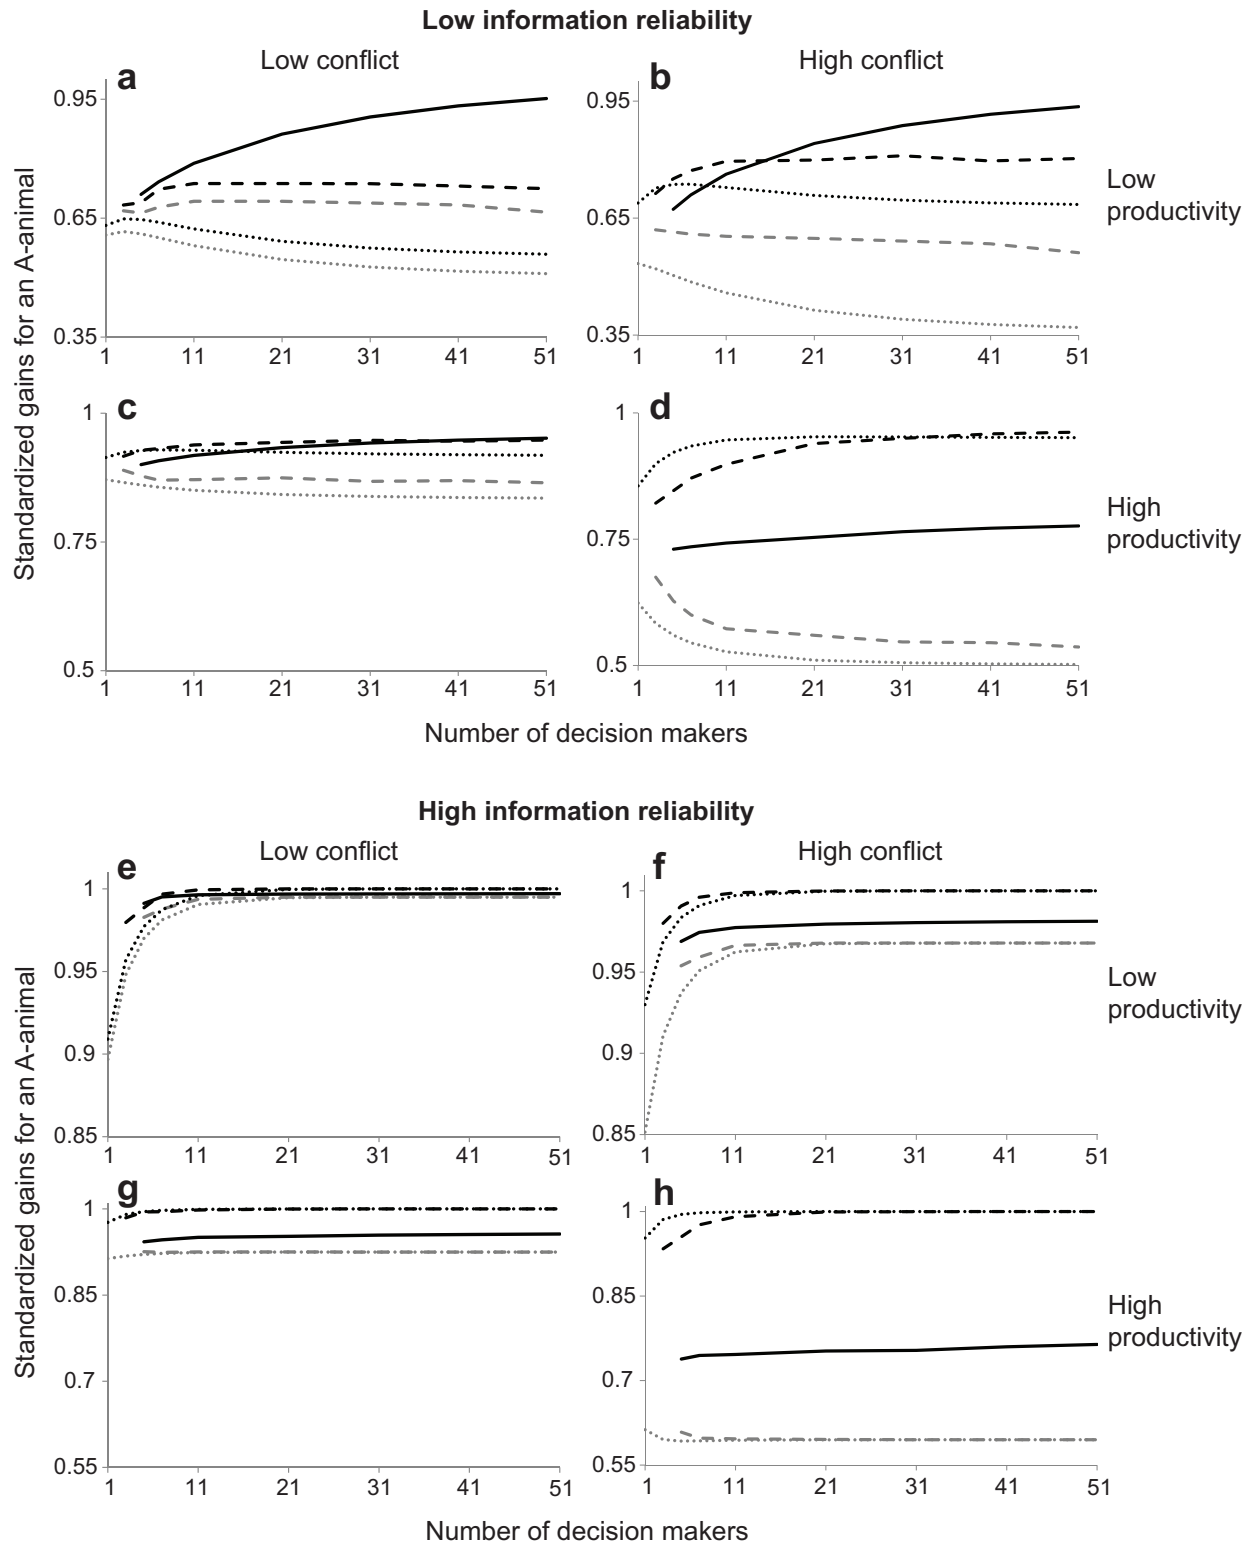 Low information reliability
Low conflict
High conflict
a
b
0.95
0.65
0.35
1 11 21 31 41 51
0.95
0.65
0.35
1 11 21 31 41 51
Low
productivity
c
d
1
0.75
0.5
1 11 21 31 41 51
1
0.75
0.5
1 11 21 31 41 51
High
productivity
Standardized gains for an A-animal
Number of decision makers
High information reliability
Low conflict
High conflict
e
f
1
0.95
0.9
0.85
1 11 21 31 41 51
1
0.95
0.9
0.85
1 11 21 31 41 51
Low
productivity
g
h
1
0.85
0.7
0.55
1 11 21 31 41 51
1
0.85
0.7
0.55
1 11 21 31 41 51
High
productivity
Standardized gains for an A-animal
Number of decision makers